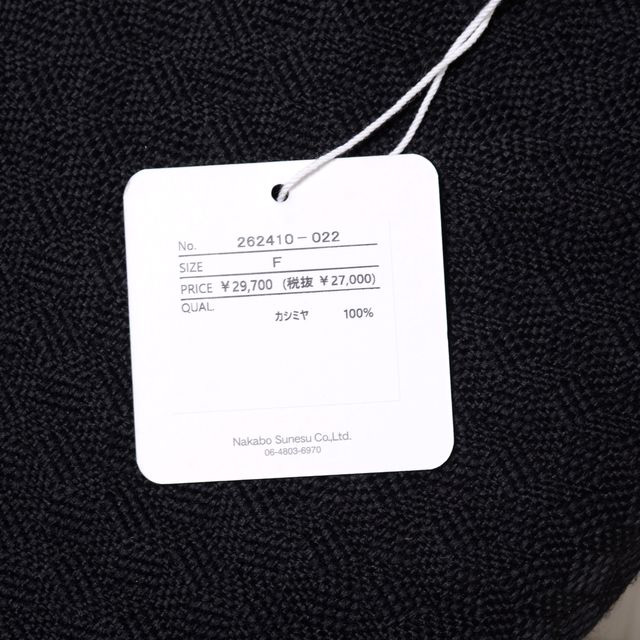 No. 262410-022
SIZE F
PRICE ¥29,700 (税抜 ¥27,000)
QUAL.
カシミヤ 100%
Nakabo Sunesu Co.,Ltd.
06-4803-6970